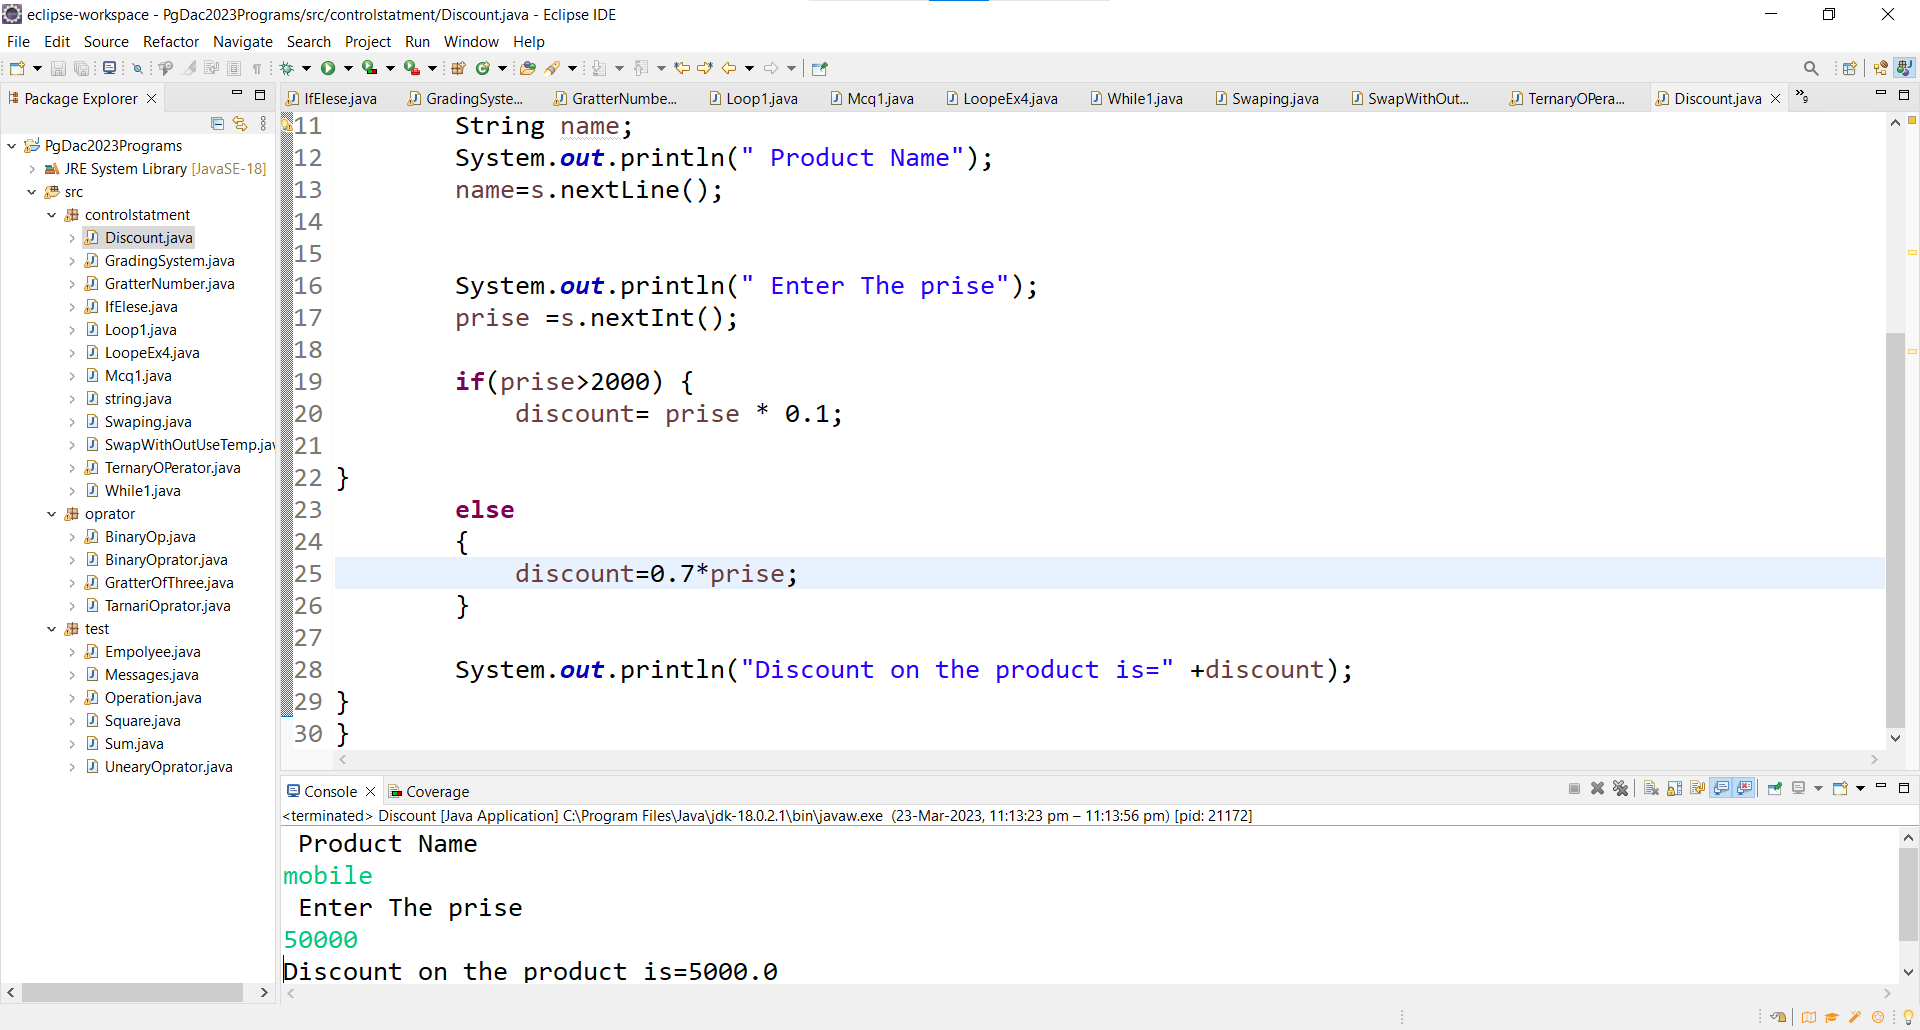 eclipse-workspace - PgDac2023Programs/src/controlstatment/Discount.java - Eclipse IDE
File Edit Source Refactor Navigate Search Project Run Window Help
Package Explorer
IfElese.java GradingSyste... GratterNumbe... Loop1.java Mcq1.java LoopeEx4.java While1.java Swaping.java SwapWithOut... TernaryOPera... Discount.java »9
PgDac2023Programs
JRE System Library [JavaSE-18]
src
controlstatment
Discount.java
GradingSystem.java
GratterNumber.java
IfElese.java
Loop1.java
LoopeEx4.java
Mcq1.java
string.java
Swaping.java
SwapWithOutUseTemp.jav
TernaryOPerator.java
While1.java
oprator
BinaryOp.java
BinaryOprator.java
GratterOfThree.java
TarnariOprator.java
test
Empolyee.java
Messages.java
Operation.java
Square.java
Sum.java
UnearyOprator.java
11 String name;
12 System.out.println(" Product Name");
13 name=s.nextLine();
14
15
16 System.out.println(" Enter The prise");
17 prise =s.nextInt();
18
19 if(prise>2000) {
20 discount= prise * 0.1;
21
22 }
23 else
24 {
25 discount=0.7*prise;
26 }
27
28 System.out.println("Discount on the product is=" +discount);
29 }
30 }
Console Coverage
<terminated> Discount [Java Application] C:\Program Files\Java\jdk-18.0.2.1\bin\javaw.exe (23-Mar-2023, 11:13:23 pm – 11:13:56 pm) [pid: 21172]
Product Name
mobile
Enter The prise
50000
Discount on the product is=5000.0